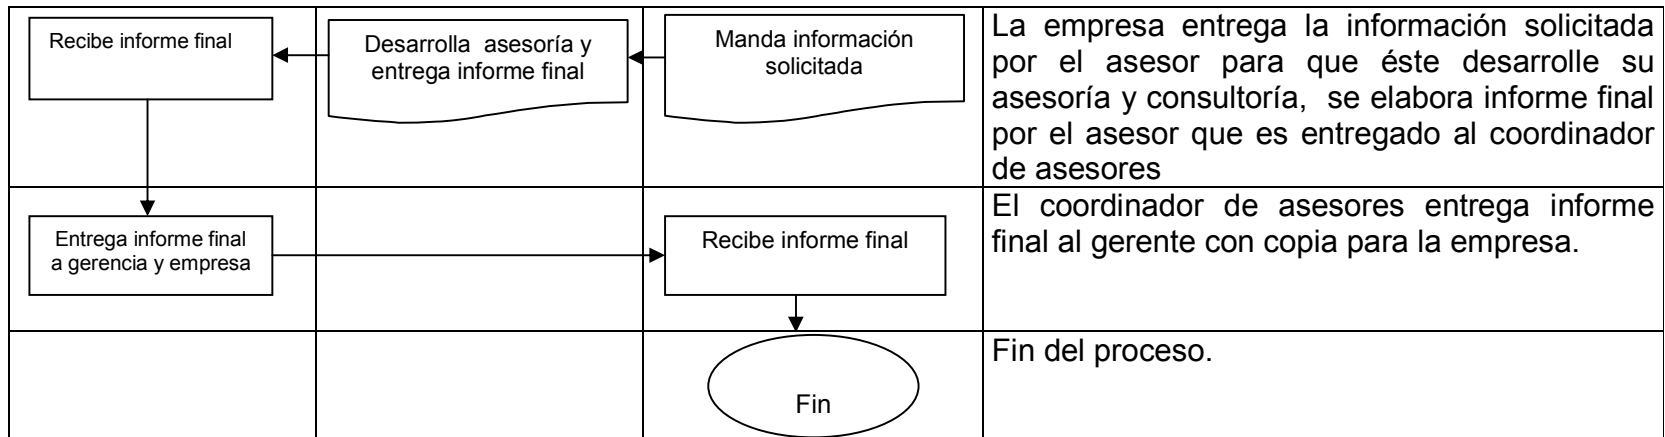 Recibe informe final
Desarrolla asesoría y
entrega informe final
Manda información
solicitada
La empresa entrega la información solicitada
por el asesor para que éste desarrolle su
asesoría y consultoría, se elabora informe final
por el asesor que es entregado al coordinador
de asesores
Entrega informe final
a gerencia y empresa
Recibe informe final
El coordinador de asesores entrega informe
final al gerente con copia para la empresa.
Fin
Fin del proceso.